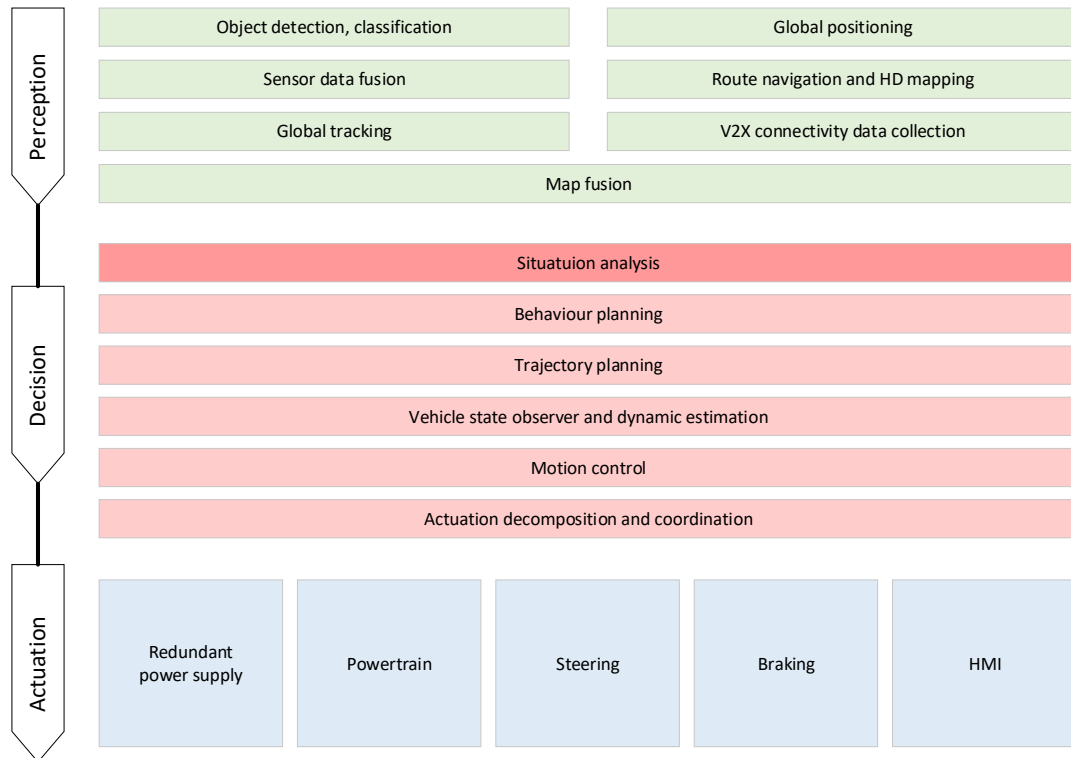 Perception
Object detection, classification
Global positioning
Sensor data fusion
Route navigation and HD mapping
Global tracking
V2X connectivity data collection
Map fusion
Decision
Situatuion analysis
Behaviour planning
Trajectory planning
Vehicle state observer and dynamic estimation
Motion control
Actuation decomposition and coordination
Actuation
Redundant
power supply
Powertrain
Steering
Braking
HMI